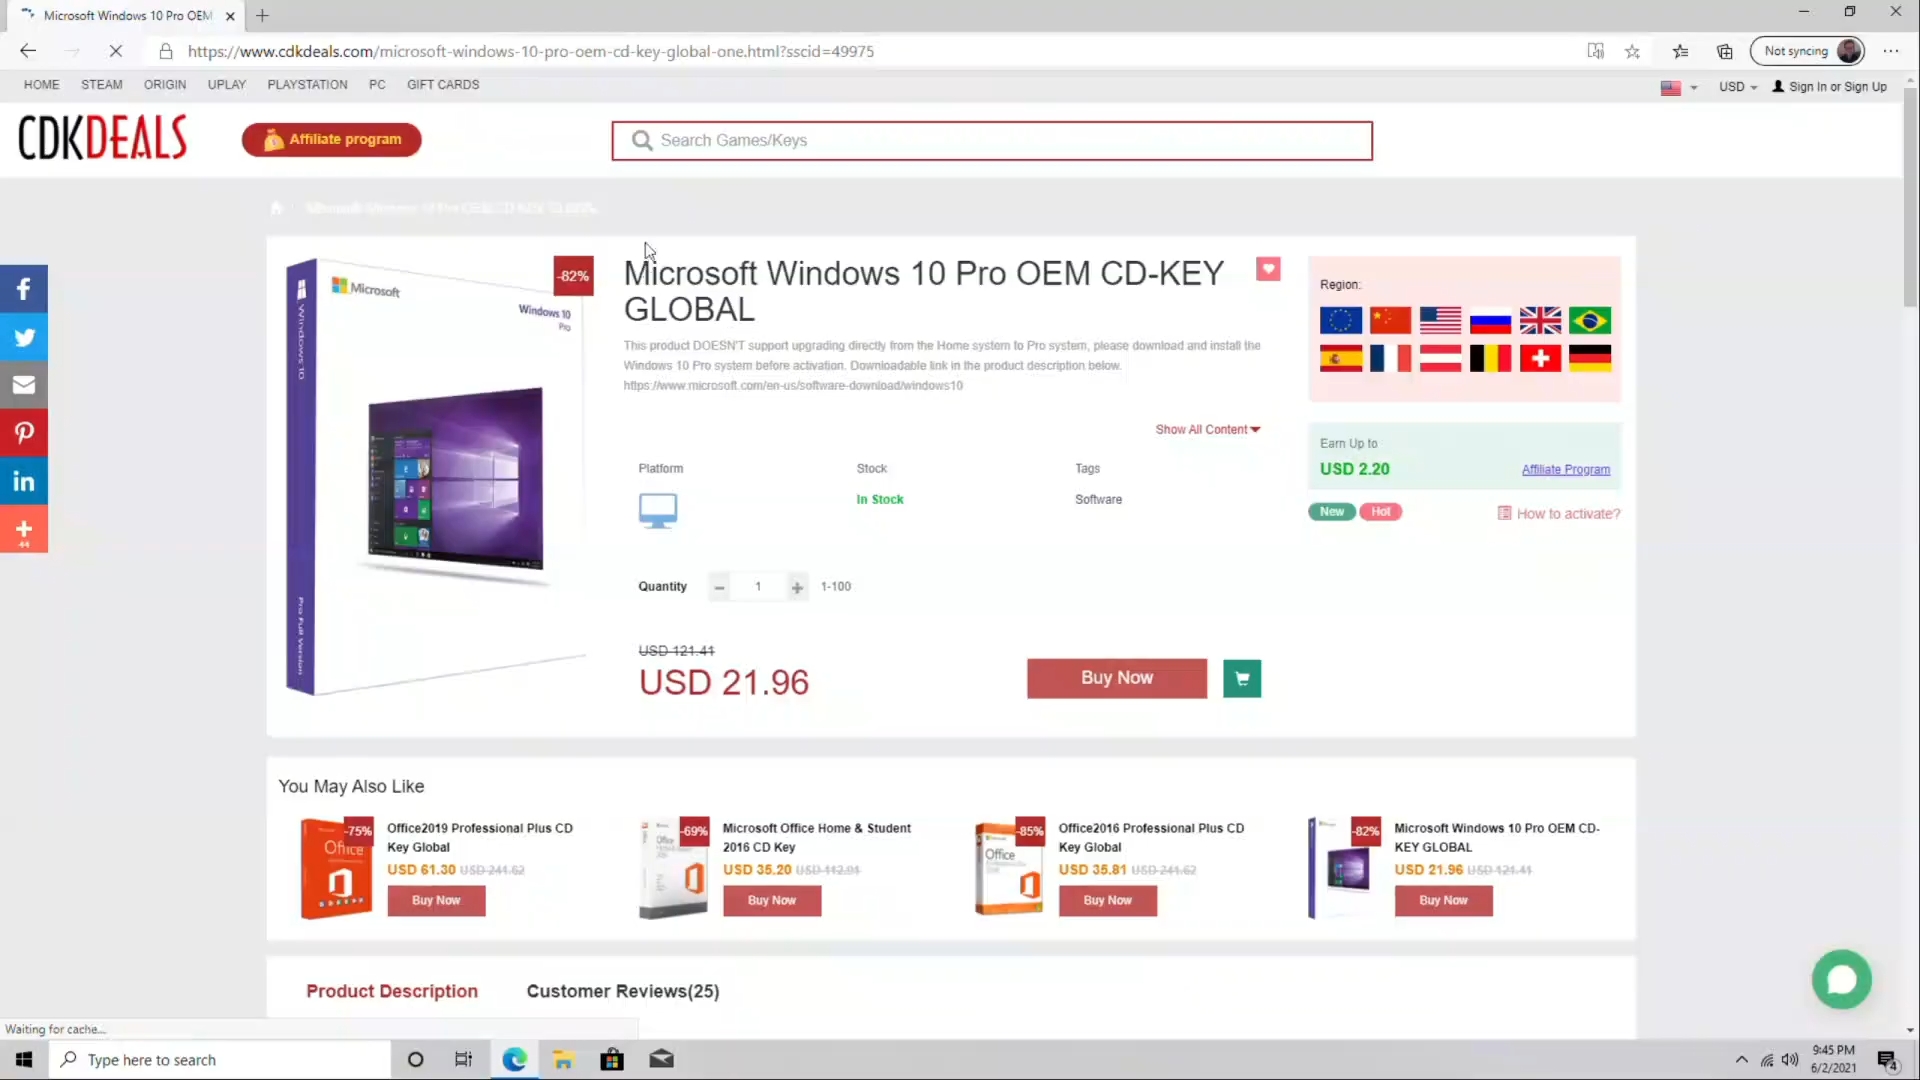 Microsoft Windows 10 Pro OEM
https://www.cdkdeals.com/microsoft-windows-10-pro-oem-cd-key-global-one.html?sscid=49975
Not syncing
HOME STEAM ORIGIN UPLAY PLAYSTATION PC GIFT CARDS
USD Sign In or Sign Up
CDKDEALS
Affiliate program
Search Games/Keys
-82%
Microsoft
Windows 10
Pro
Windows 10
Pro Full Version
Microsoft Windows 10 Pro OEM CD-KEY
GLOBAL
This product DOESN'T support upgrading directly from the Home system to Pro system, please download and install the
Windows 10 Pro system before activation. Downloadable link in the product description below.
https://www.microsoft.com/en-us/software-download/windows10
Show All Content
Platform Stock Tags
In Stock Software
Quantity 1 1-100
USD 121.41
USD 21.96
Buy Now
Region:
Earn Up to
USD 2.20 Affiliate Program
New Hot How to activate?
44
You May Also Like
-75%
Office
Office2019 Professional Plus CD
Key Global
USD 61.30 USD 241.62
Buy Now
-69%
Microsoft Office Home & Student
2016 CD Key
USD 35.20 USD 112.91
Buy Now
-85%
Office
Office2016 Professional Plus CD
Key Global
USD 35.81 USD 241.62
Buy Now
-82%
Microsoft Windows 10 Pro OEM CD-
KEY GLOBAL
USD 21.96 USD 121.41
Buy Now
Product Description Customer Reviews(25)
Waiting for cache...
Type here to search
9:45 PM
6/2/2021
4